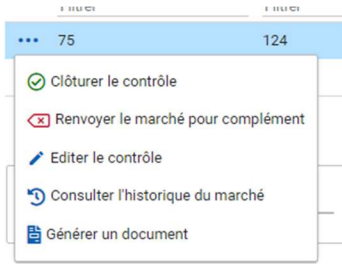 Filtrer Filtrer
75 124
Clôturer le contrôle
Renvoyer le marché pour complément
Editer le contrôle
Consulter l'historique du marché
Générer un document